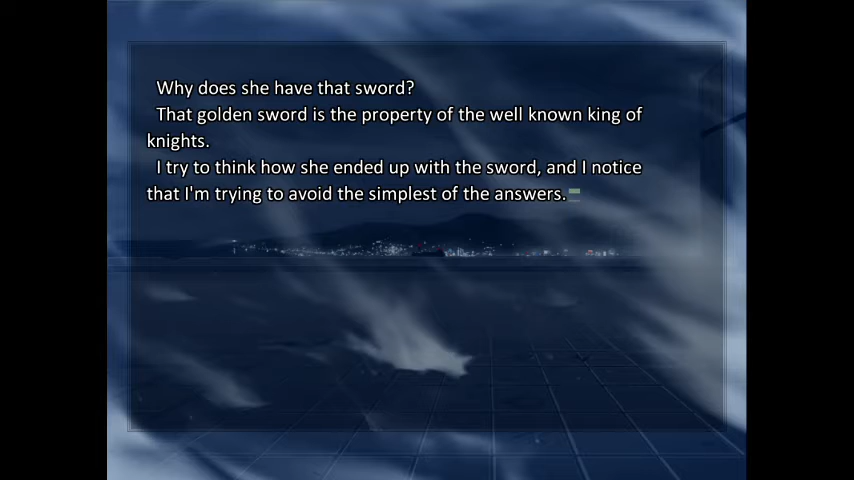 Why does she have that sword?
That golden sword is the property of the well known king of
knights.
I try to think how she ended up with the sword, and I notice
that I'm trying to avoid the simplest of the answers.